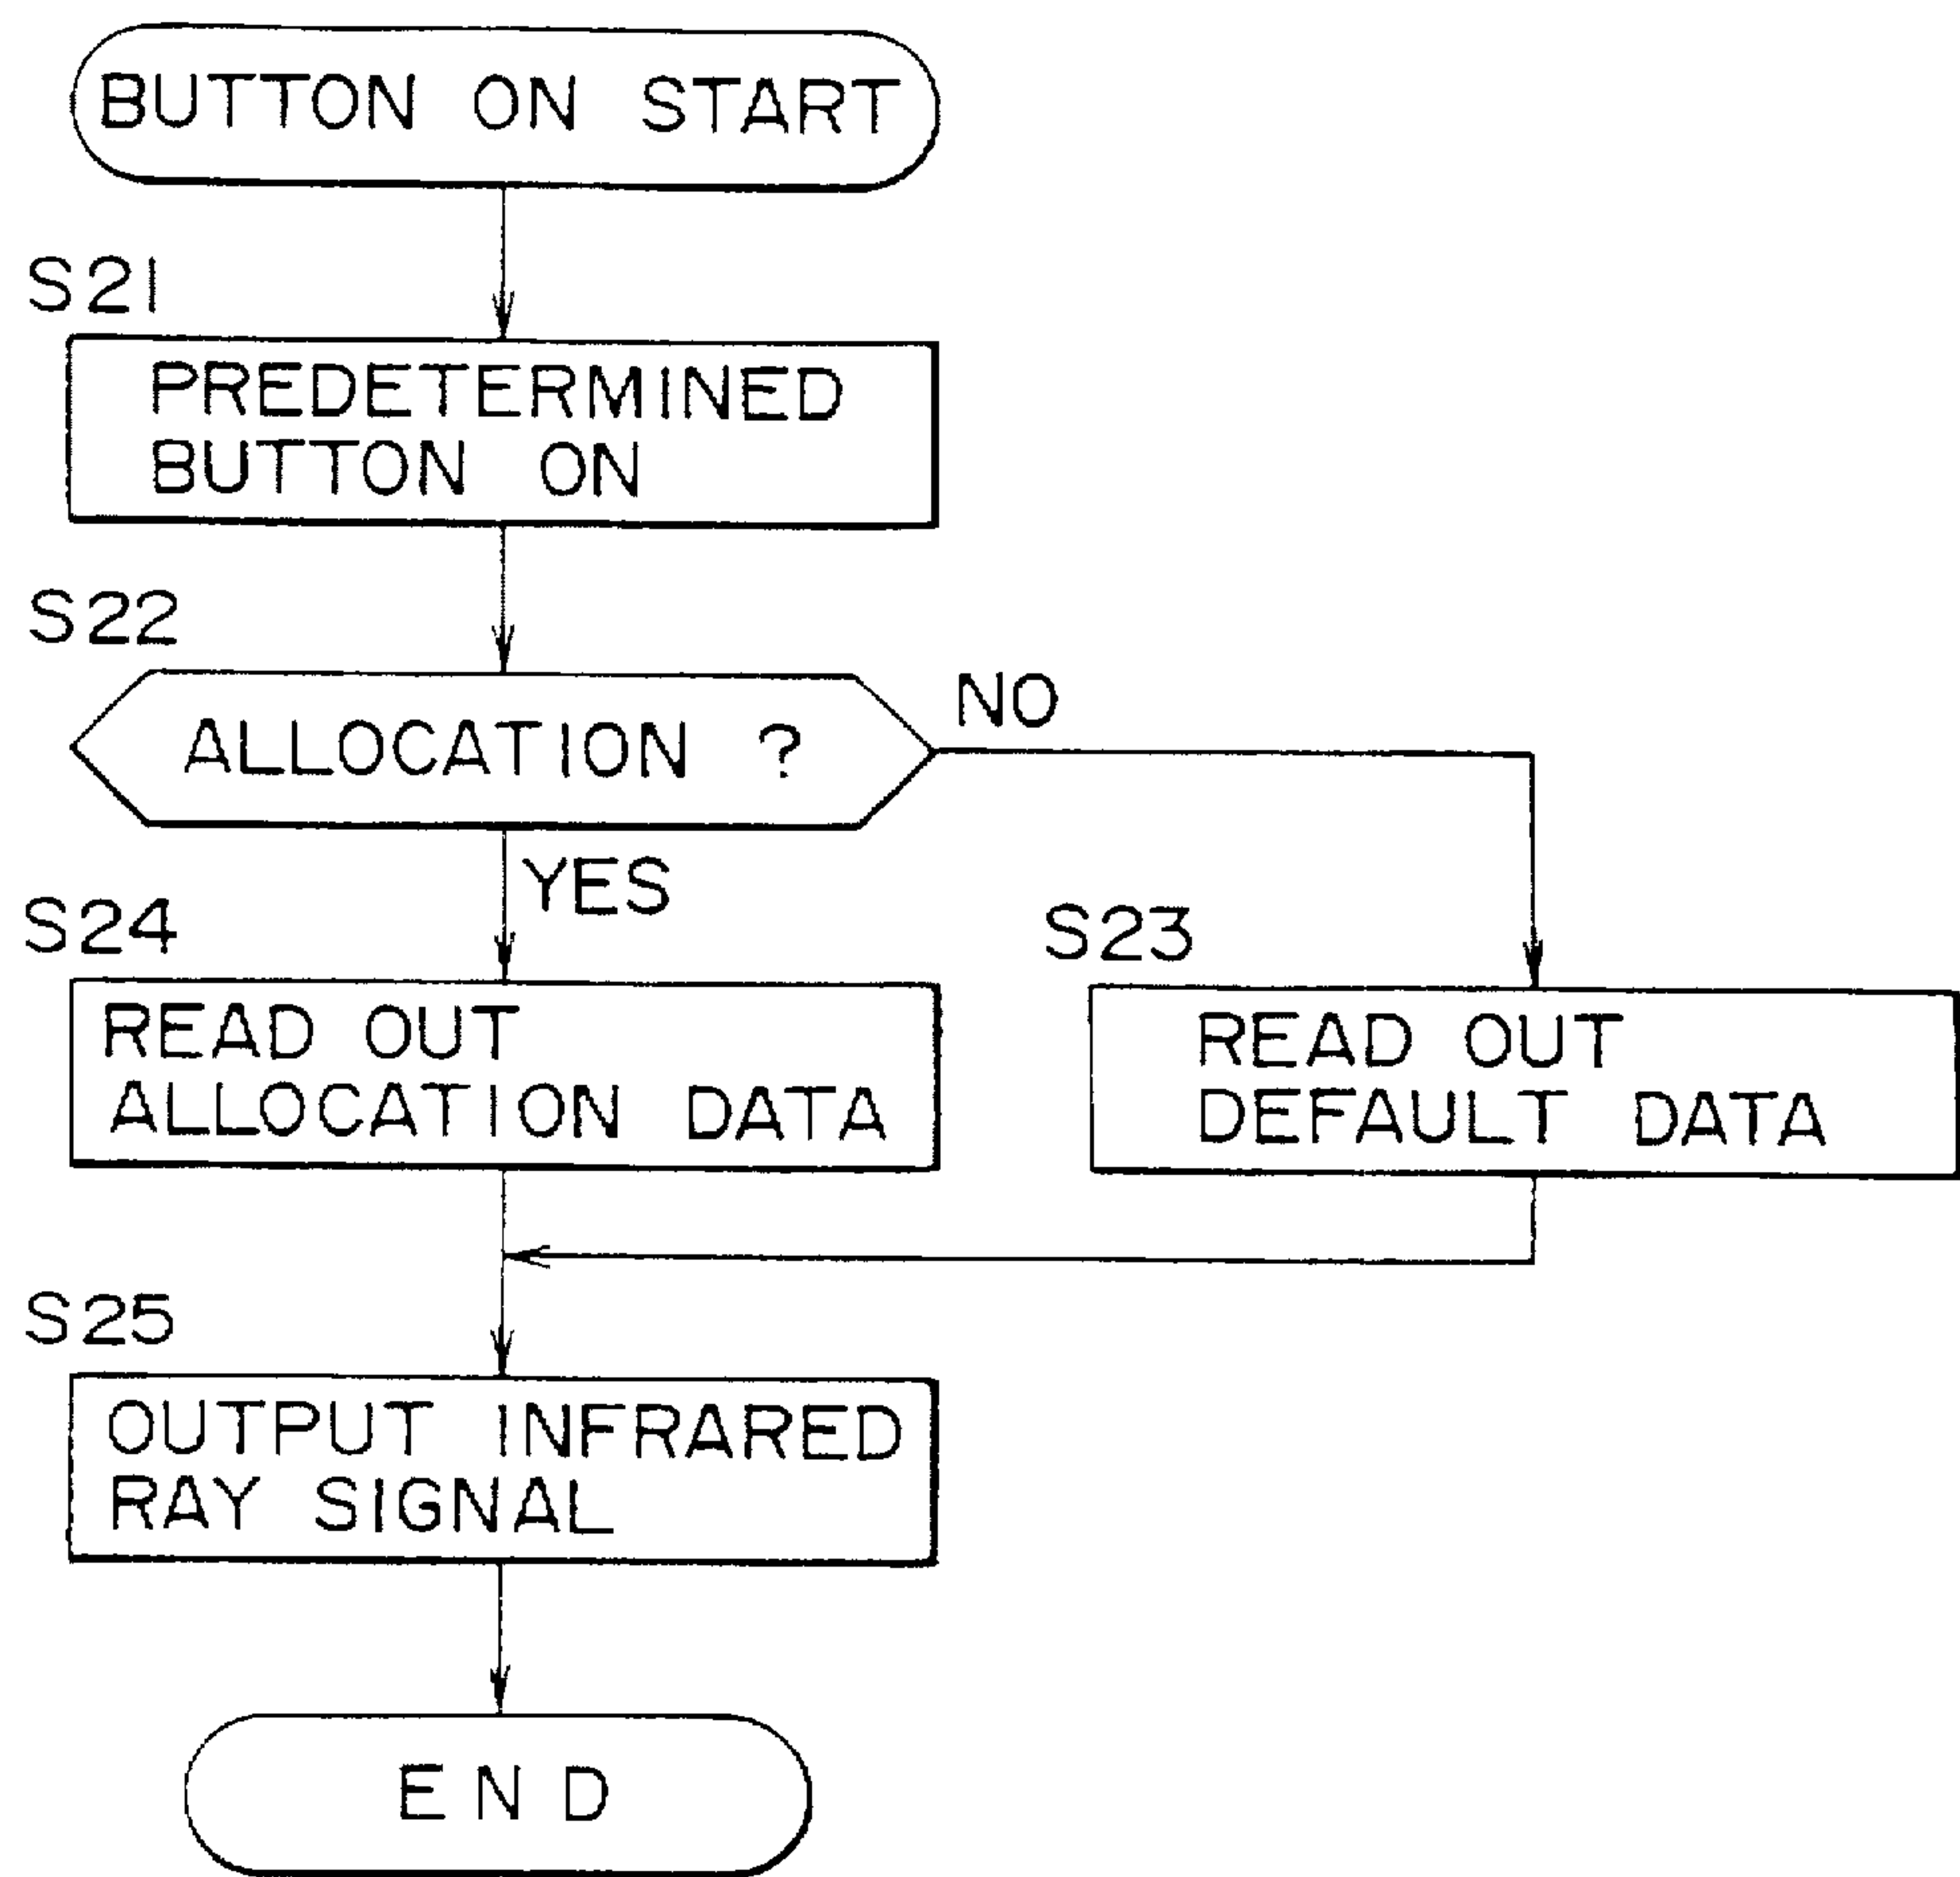 BUTTON ON START
S21
PREDETERMINED
BUTTON ON
S22
ALLOCATION ?
NO
YES
S24
READ OUT
ALLOCATION DATA
S23
READ OUT
DEFAULT DATA
S25
OUTPUT INFRARED
RAY SIGNAL
END